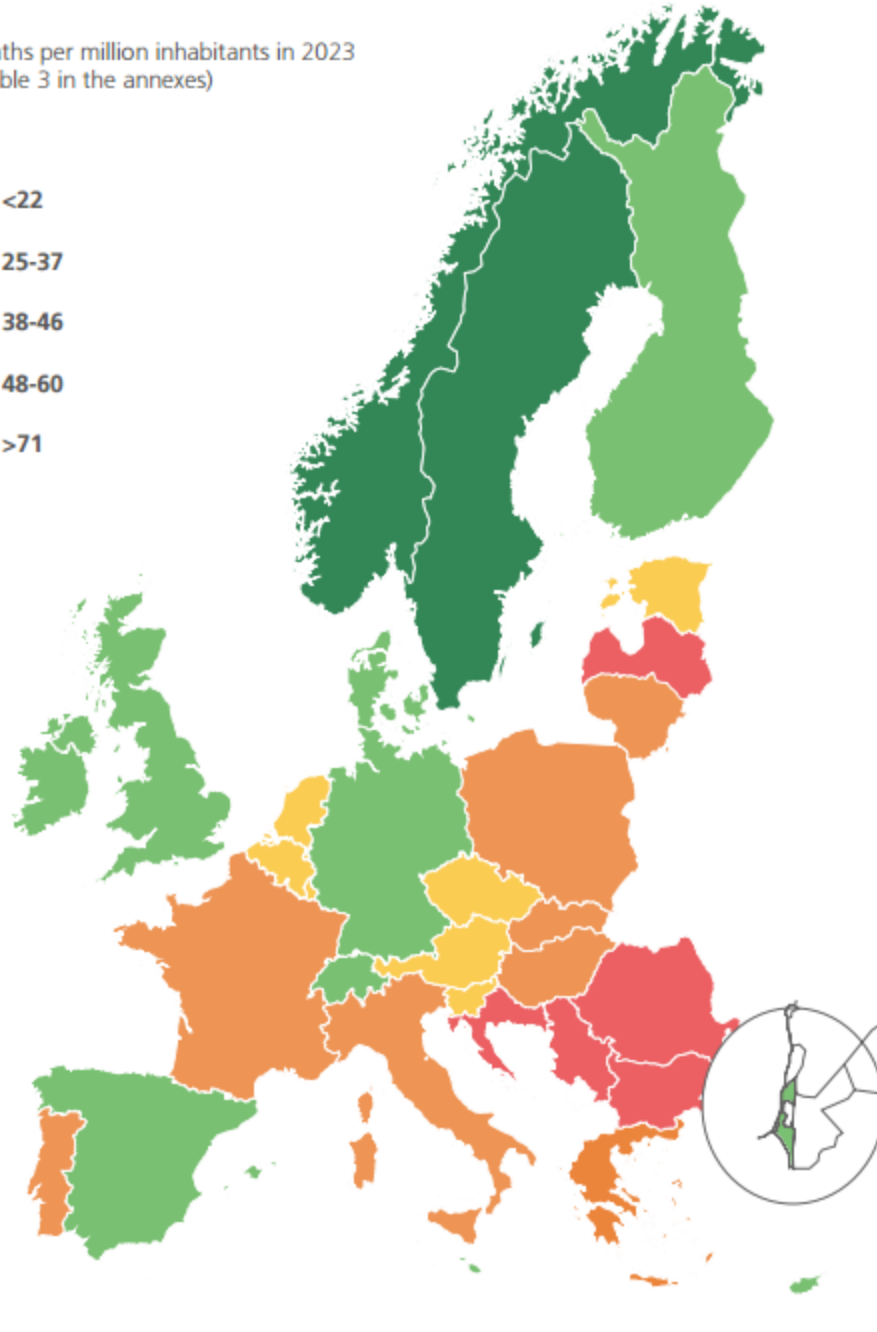 ths per million inhabitants in 2023
ble 3 in the annexes)
<22
25-37
38-46
48-60
>71